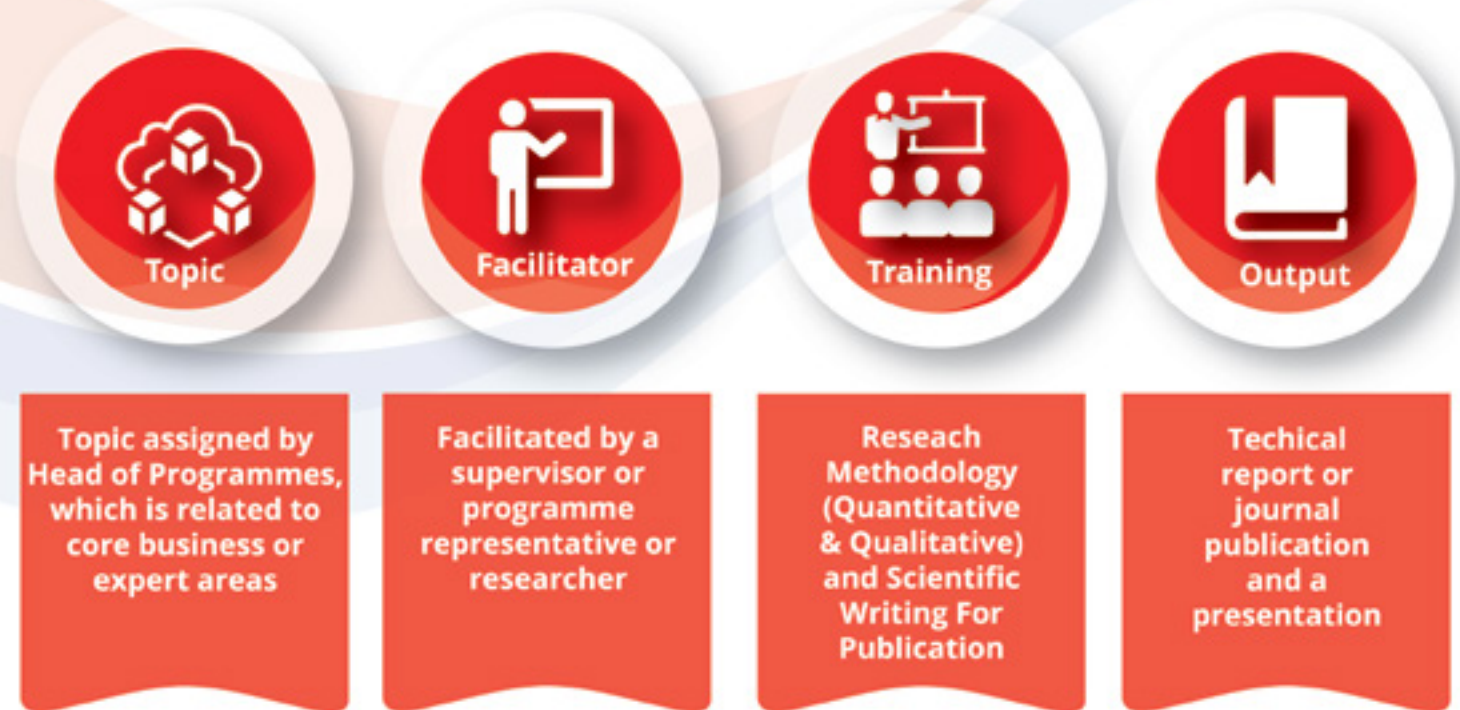 Topic
Facilitator
Training
Output
Topic assigned by
Head of Programmes,
which is related to
core business or
expert areas
Facilitated by a
supervisor or
programme
representative or
researcher
Reseach
Methodology
(Quantitative
& Qualitative)
and Scientific
Writing For
Publication
Techical
report or
journal
publication
and a
presentation